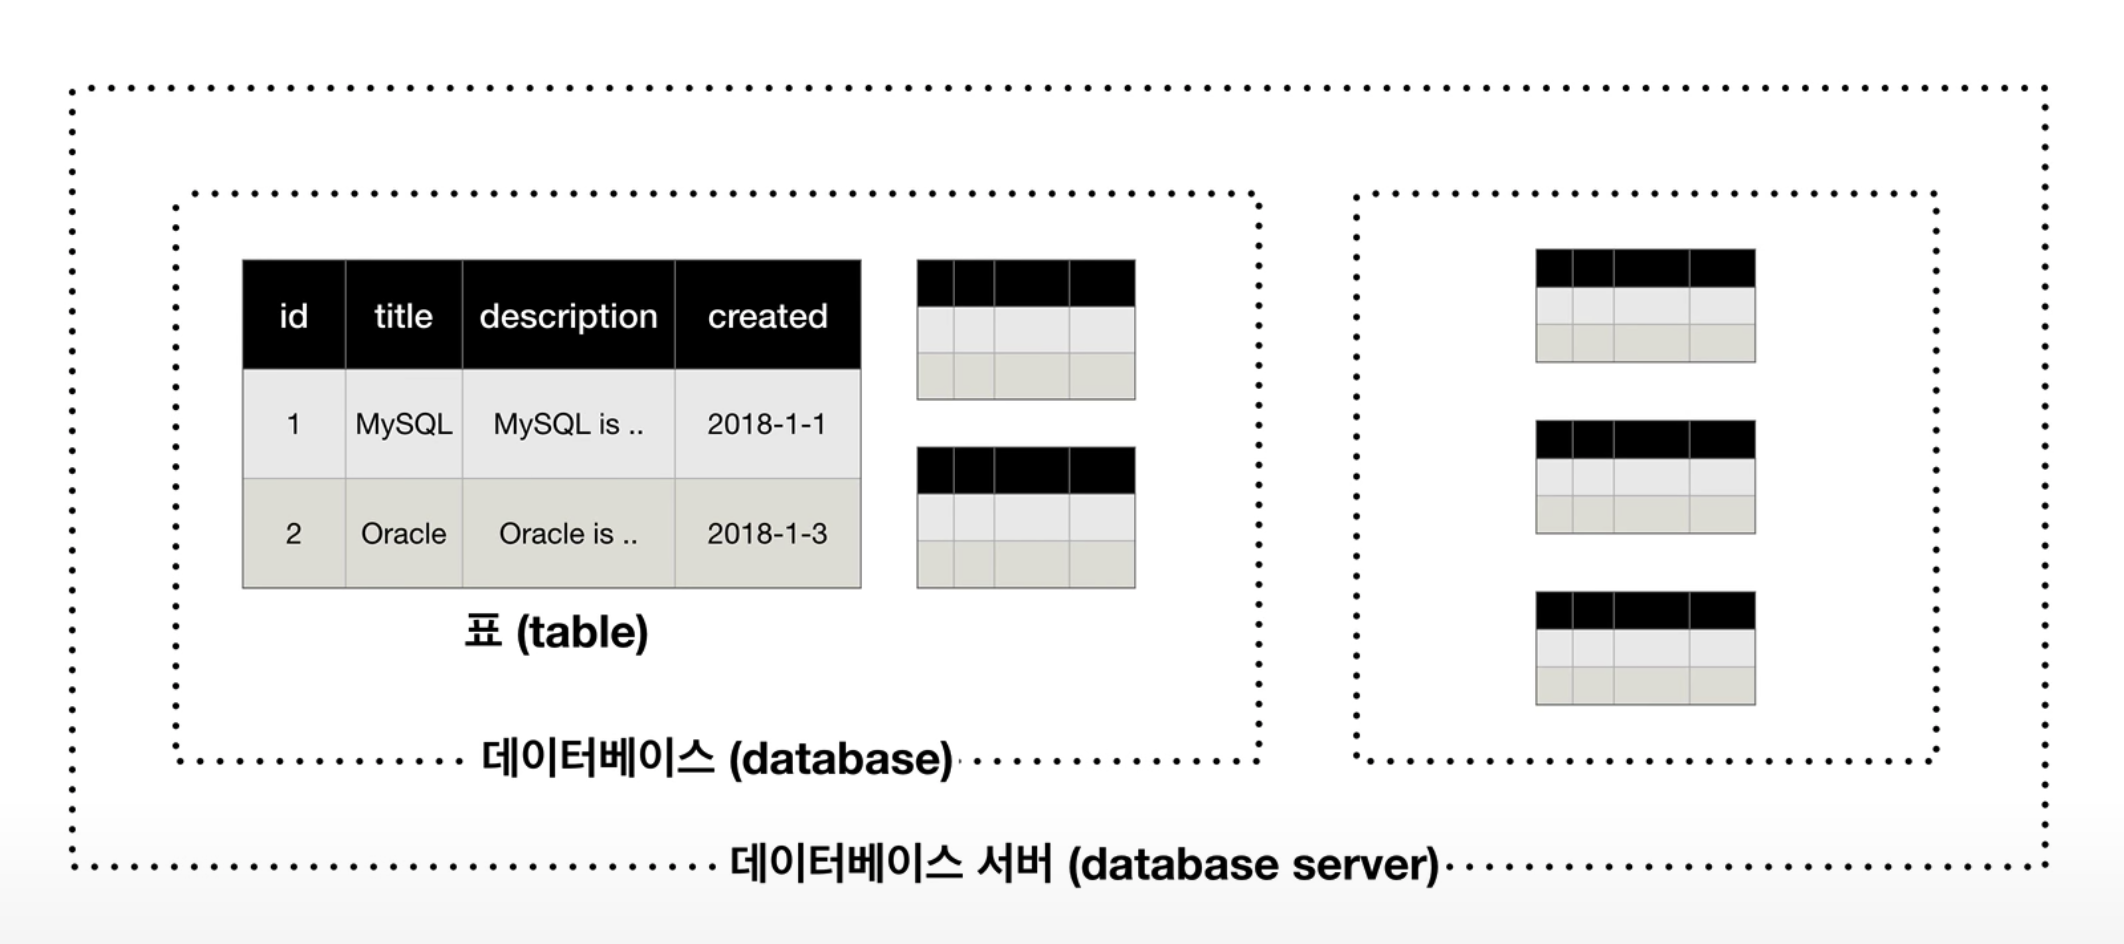 id title description created
1 MySQL MySQL is .. 2018-1-1
2 Oracle Oracle is .. 2018-1-3
표 (table)
데이터베이스 (database)
데이터베이스 서버 (database server)